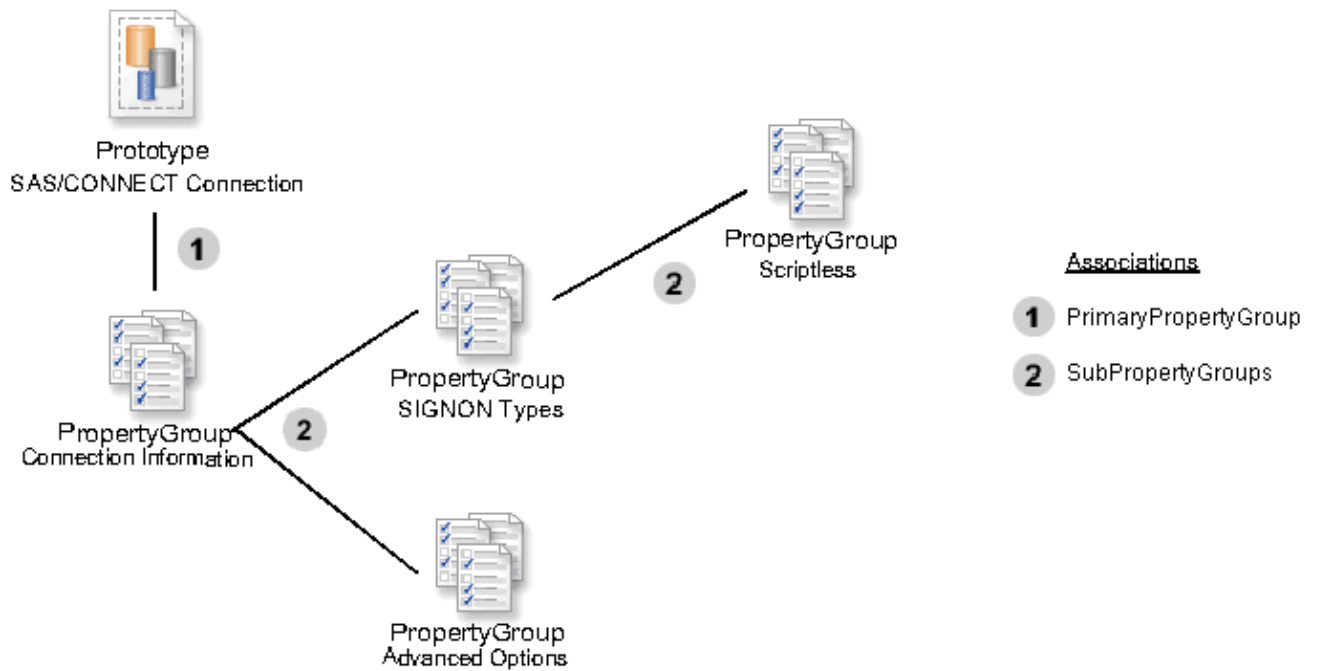 Prototype
SAS/CONNECT Connection
1
PropertyGroup
Connection Information
2
PropertyGroup
SIGNON Types
2
PropertyGroup
Scriptless
PropertyGroup
Advanced Options
Associations
1 PrimaryPropertyGroup
2 SubPropertyGroups